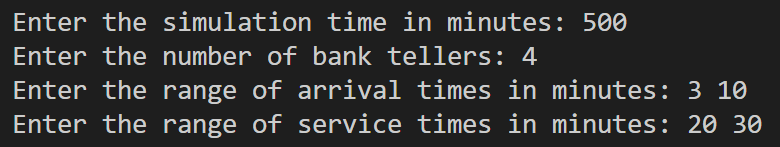 Enter the simulation time in minutes: 500
Enter the number of bank tellers: 4
Enter the range of arrival times in minutes: 3 10
Enter the range of service times in minutes: 20 30